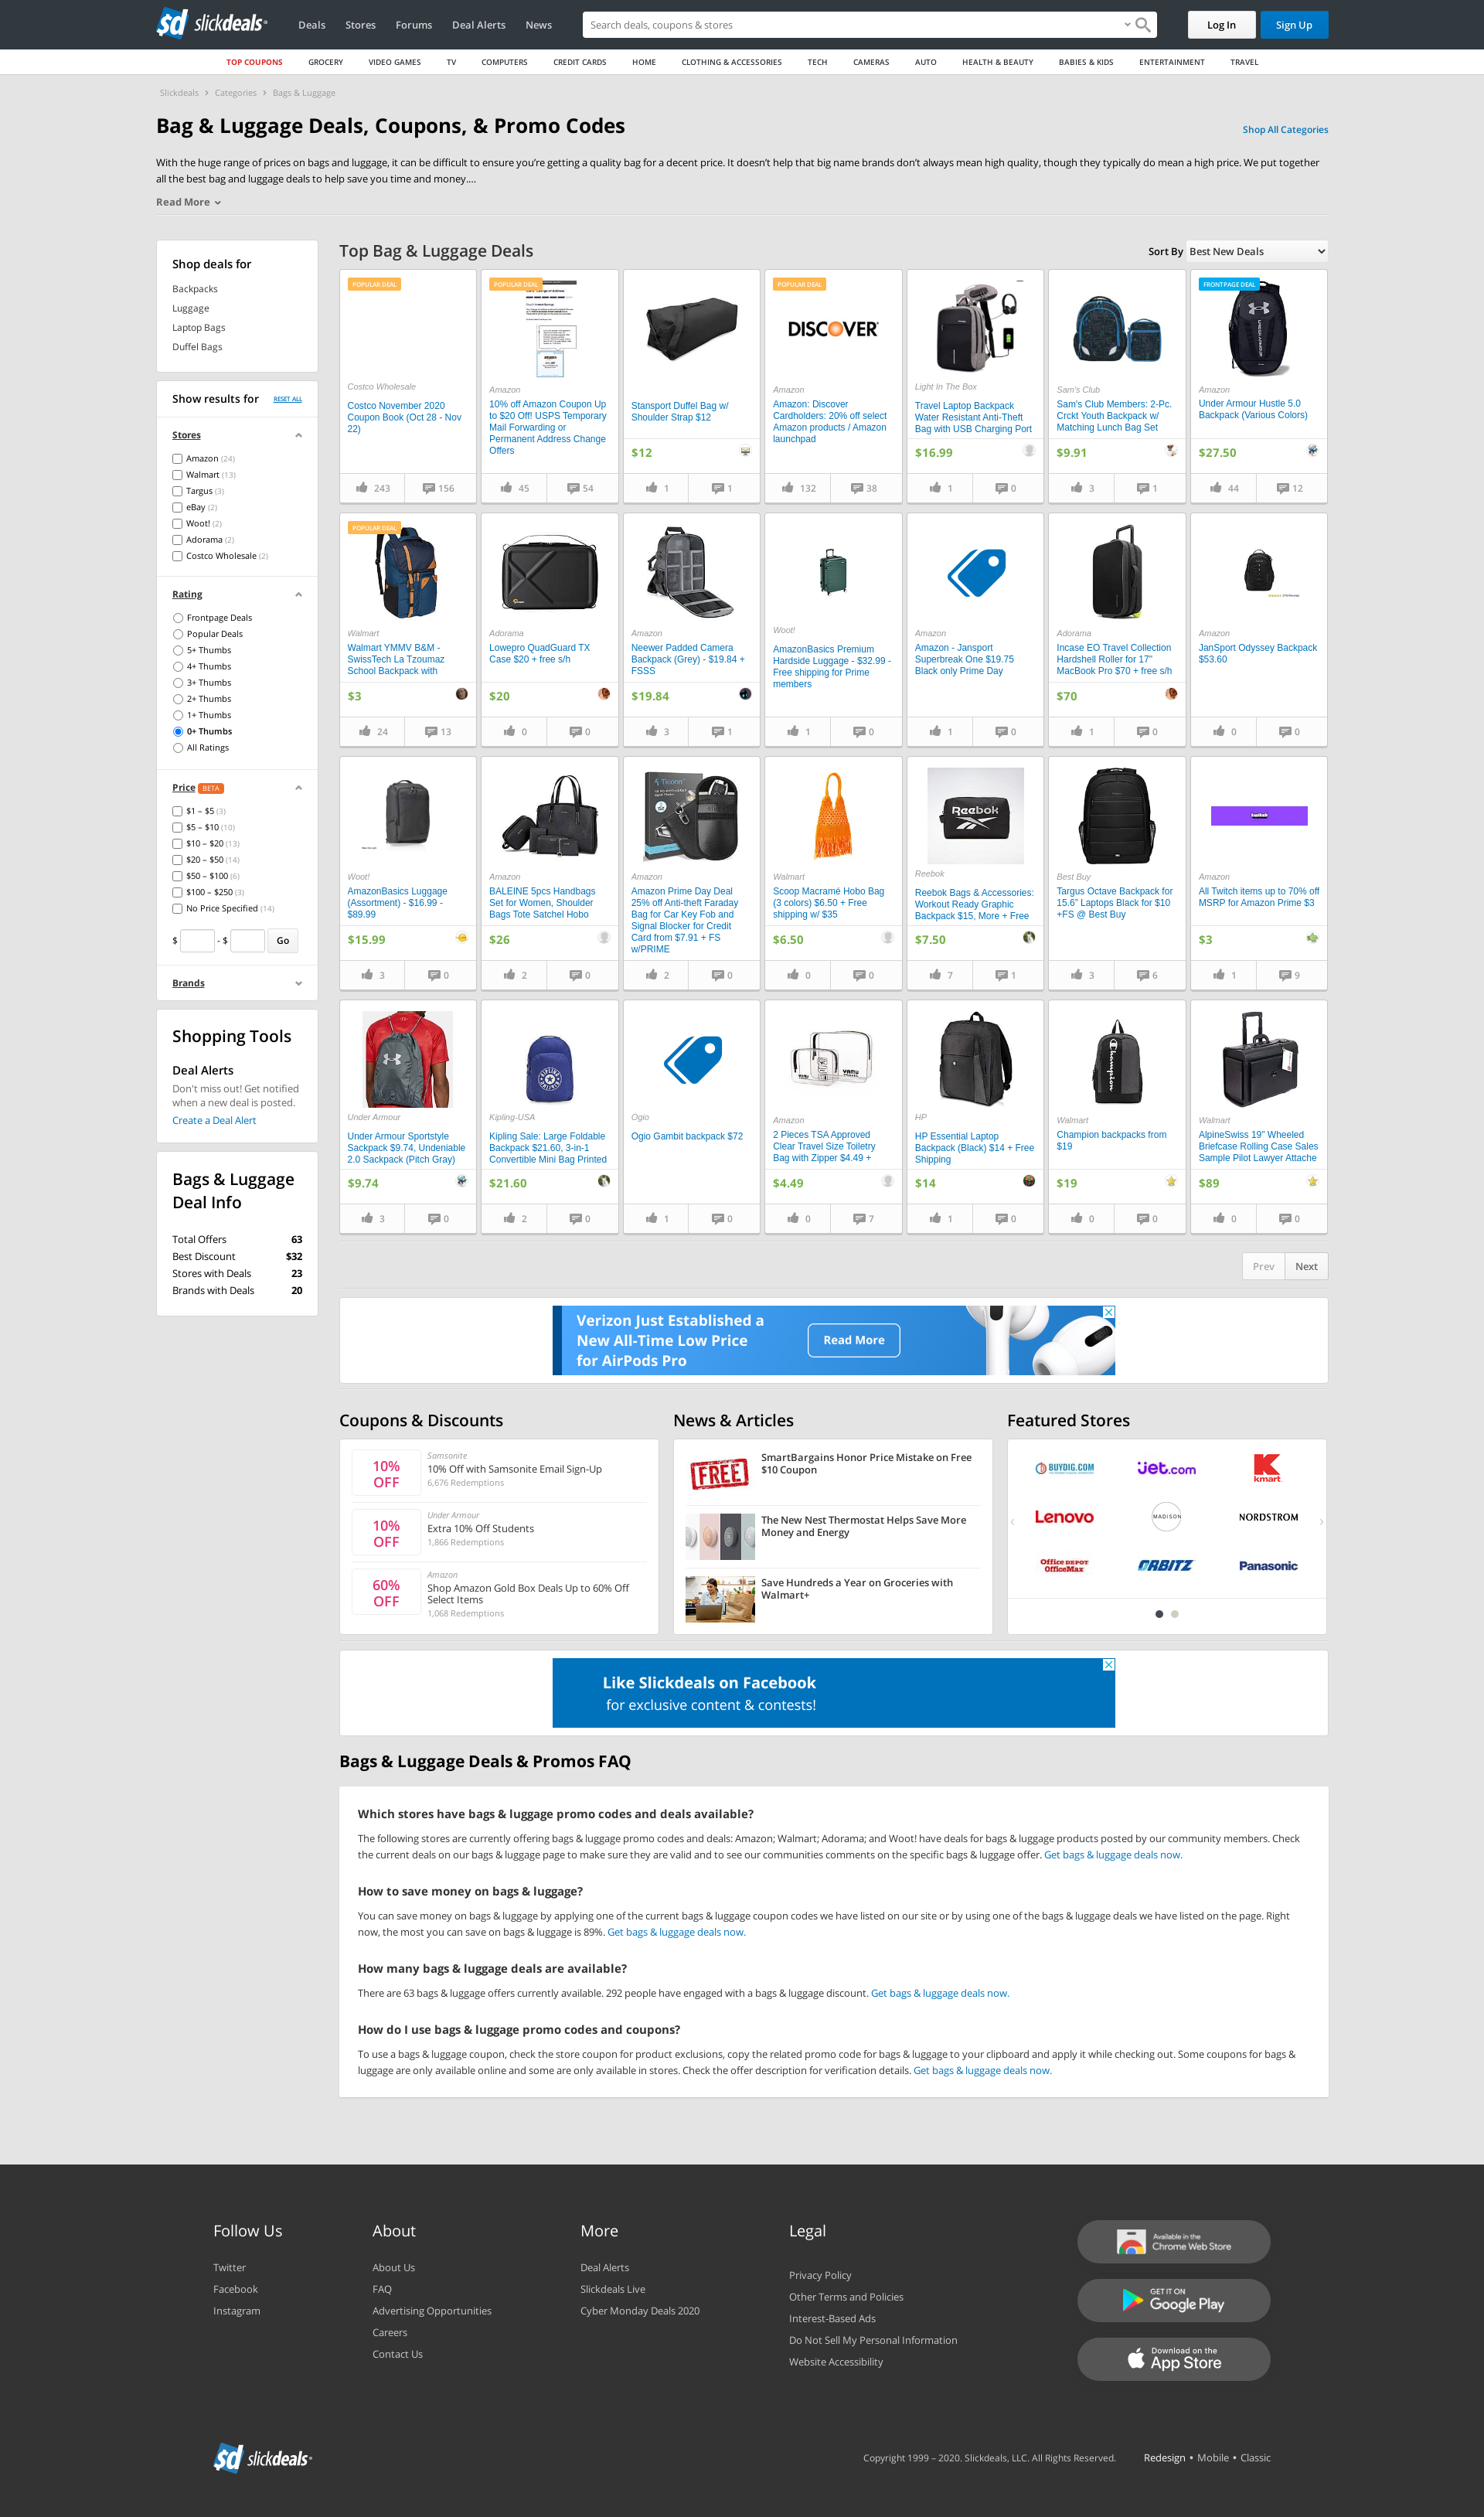 sd slickdeals
Deals Stores Forums Deal Alerts News
Search deals, coupons & stores
Log In Sign Up
TOP COUPONS GROCERY VIDEO GAMES TV COMPUTERS CREDIT CARDS HOME CLOTHING & ACCESSORIES TECH CAMERAS AUTO HEALTH & BEAUTY BABIES & KIDS ENTERTAINMENT TRAVEL
Slickdeals › Categories › Bags & Luggage
Bag & Luggage Deals, Coupons, & Promo Codes
Shop All Categories
With the huge range of prices on bags and luggage, it can be difficult to ensure you’re getting a quality bag for a decent price. It doesn’t help that big name brands don’t always mean high quality, though they typically do mean a high price. We put together
all the best bag and luggage deals to help save you time and money....
Read More
Shop deals for
Backpacks
Luggage
Laptop Bags
Duffel Bags
Show results for RESET ALL
Stores
Amazon (24)
Walmart (13)
Targus (3)
eBay (2)
Woot! (2)
Adorama (2)
Costco Wholesale (2)
Rating
Frontpage Deals
Popular Deals
5+ Thumbs
4+ Thumbs
3+ Thumbs
2+ Thumbs
1+ Thumbs
0+ Thumbs
All Ratings
Price BETA
$1 – $5 (3)
$5 – $10 (10)
$10 – $20 (13)
$20 – $50 (14)
$50 – $100 (6)
$100 – $250 (3)
No Price Specified (14)
$ - $ Go
Brands
Shopping Tools
Deal Alerts
Don't miss out! Get notified
when a new deal is posted.
Create a Deal Alert
Bags & Luggage
Deal Info
Total Offers 63
Best Discount $32
Stores with Deals 23
Brands with Deals 20
Top Bag & Luggage Deals
Sort By Best New Deals
POPULAR DEAL
Costco Wholesale
Costco November 2020
Coupon Book (Oct 28 - Nov
22)
243 156
POPULAR DEAL
Amazon
10% off Amazon Coupon Up
to $20 Off! USPS Temporary
Mail Forwarding or
Permanent Address Change
Offers
45 54
Stansport Duffel Bag w/
Shoulder Strap $12
$12
1 1
POPULAR DEAL
DISCOVER
Amazon
Amazon: Discover
Cardholders: 20% off select
Amazon products / Amazon
launchpad
132 38
Light In The Box
Travel Laptop Backpack
Water Resistant Anti-Theft
Bag with USB Charging Port
$16.99
1 0
Sam's Club
Sam's Club Members: 2-Pc.
Crckt Youth Backpack w/
Matching Lunch Bag Set
$9.91
3 1
FRONTPAGE DEAL
Amazon
Under Armour Hustle 5.0
Backpack (Various Colors)
$27.50
44 12
POPULAR DEAL
Walmart
Walmart YMMV B&M -
SwissTech La Tzoumaz
School Backpack with
$3
24 13
Adorama
Lowepro QuadGuard TX
Case $20 + free s/h
$20
0 0
Amazon
Neewer Padded Camera
Backpack (Grey) - $19.84 +
FSSS
$19.84
3 1
Woot!
AmazonBasics Premium
Hardside Luggage - $32.99 -
Free shipping for Prime
members
1 0
Amazon
Amazon - Jansport
Superbreak One $19.75
Black only Prime Day
1 0
Adorama
Incase EO Travel Collection
Hardshell Roller for 17"
MacBook Pro $70 + free s/h
$70
1 0
Amazon
JanSport Odyssey Backpack
$53.60
0 0
Woot!
AmazonBasics Luggage
(Assortment) - $16.99 -
$89.99
$15.99
3 0
Amazon
BALEINE 5pcs Handbags
Set for Women, Shoulder
Bags Tote Satchel Hobo
$26
2 0
Ticonn
Amazon
Amazon Prime Day Deal
25% off Anti-theft Faraday
Bag for Car Key Fob and
Signal Blocker for Credit
Card from $7.91 + FS
w/PRIME
2 0
Walmart
Scoop Macramé Hobo Bag
(3 colors) $6.50 + Free
shipping w/ $35
$6.50
0 0
Reebok
Reebok
Reebok Bags & Accessories:
Workout Ready Graphic
Backpack $15, More + Free
$7.50
7 1
Best Buy
Targus Octave Backpack for
15.6" Laptops Black for $10
+FS @ Best Buy
3 6
twitch
Amazon
All Twitch items up to 70% off
MSRP for Amazon Prime $3
$3
1 9
Under Armour
Under Armour Sportstyle
Sackpack $9.74, Undeniable
2.0 Sackpack (Pitch Gray)
$9.74
3 0
KIPLING
Kipling-USA
Kipling Sale: Large Foldable
Backpack $21.60, 3-in-1
Convertible Mini Bag Printed
$21.60
2 0
Ogio
Ogio Gambit backpack $72
1 0
Amazon
2 Pieces TSA Approved
Clear Travel Size Toiletry
Bag with Zipper $4.49 +
$4.49
0 7
HP
HP Essential Laptop
Backpack (Black) $14 + Free
Shipping
$14
1 0
Champion
Walmart
Champion backpacks from
$19
$19
0 0
Walmart
AlpineSwiss 19" Wheeled
Briefcase Rolling Case Sales
Sample Pilot Lawyer Attache
$89
0 0
Prev Next
Verizon Just Established a
New All-Time Low Price
for AirPods Pro
Read More
Coupons & Discounts
10%
OFF
Samsonite
10% Off with Samsonite Email Sign-Up
6,676 Redemptions
10%
OFF
Under Armour
Extra 10% Off Students
1,866 Redemptions
60%
OFF
Amazon
Shop Amazon Gold Box Deals Up to 60% Off
Select Items
1,068 Redemptions
News & Articles
FREE
SmartBargains Honor Price Mistake on Free
$10 Coupon
The New Nest Thermostat Helps Save More
Money and Energy
Save Hundreds a Year on Groceries with
Walmart+
Featured Stores
BUYDIG.COM jet.com kmart
Lenovo MADISON NORDSTROM
Office DEPOT
OfficeMax ORBITZ Panasonic
Like Slickdeals on Facebook
for exclusive content & contests!
Bags & Luggage Deals & Promos FAQ
Which stores have bags & luggage promo codes and deals available?
The following stores are currently offering bags & luggage promo codes and deals: Amazon; Walmart; Adorama; and Woot! have deals for bags & luggage products posted by our community members. Check
the current deals on our bags & luggage page to make sure they are valid and to see our communities comments on the specific bags & luggage offer. Get bags & luggage deals now.
How to save money on bags & luggage?
You can save money on bags & luggage by applying one of the current bags & luggage coupon codes we have listed on our site or by using one of the bags & luggage deals we have listed on the page. Right
now, the most you can save on bags & luggage is 89%. Get bags & luggage deals now.
How many bags & luggage deals are available?
There are 63 bags & luggage offers currently available. 292 people have engaged with a bags & luggage discount. Get bags & luggage deals now.
How do I use bags & luggage promo codes and coupons?
To use a bags & luggage coupon, check the store coupon for product exclusions, copy the related promo code for bags & luggage to your clipboard and apply it while checking out. Some coupons for bags &
luggage are only available online and some are only available in stores. Check the offer description for verification details. Get bags & luggage deals now.
Follow Us
Twitter
Facebook
Instagram
About
About Us
FAQ
Advertising Opportunities
Careers
Contact Us
More
Deal Alerts
Slickdeals Live
Cyber Monday Deals 2020
Legal
Privacy Policy
Other Terms and Policies
Interest-Based Ads
Do Not Sell My Personal Information
Website Accessibility
Available in the
Chrome Web Store
GET IT ON
Google Play
Download on the
App Store
sd slickdeals
Copyright 1999 – 2020. Slickdeals, LLC. All Rights Reserved.
Redesign • Mobile • Classic